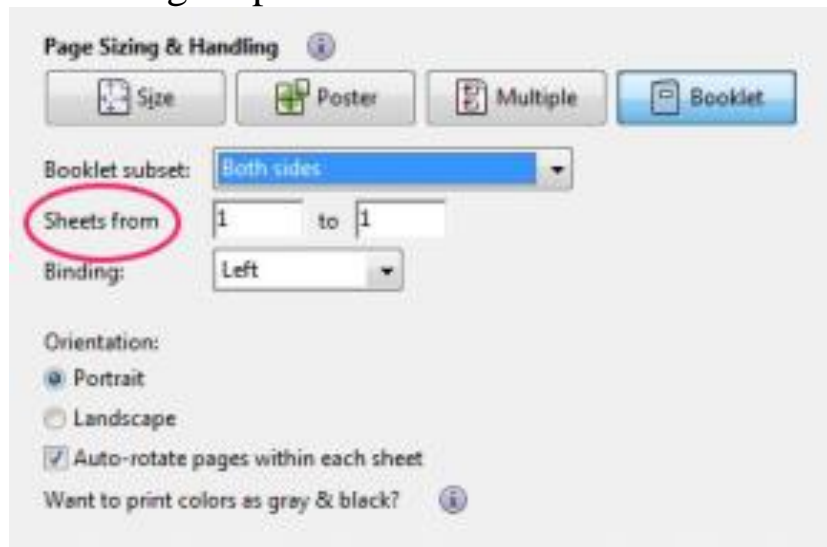 Page Sizing & Handling
Size Poster Multiple Booklet
Booklet subset: Both sides
Sheets from 1 to 1
Binding: Left
Orientation:
Portrait
Landscape
Auto-rotate pages within each sheet
Want to print colors as gray & black?